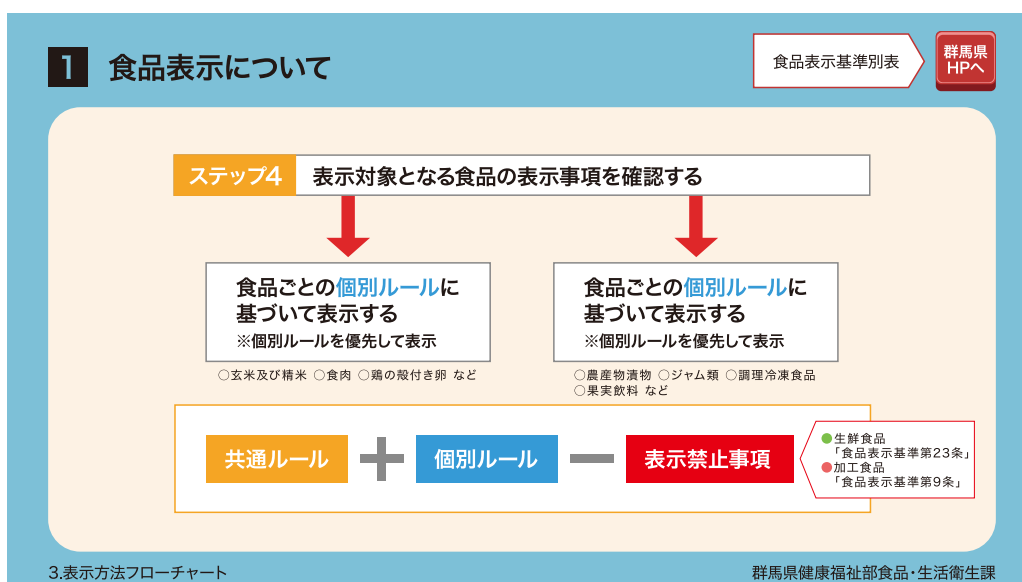 1 食品表示について
食品表示基準別表
群馬県
HPへ
ステップ4 表示対象となる食品の表示事項を確認する
食品ごとの個別ルールに
基づいて表示する
※個別ルールを優先して表示
○玄米及び精米 ○食肉 ○鶏の殻付き卵 など
食品ごとの個別ルールに
基づいて表示する
※個別ルールを優先して表示
○農産物漬物 ○ジャム類 ○調理冷凍食品
○果実飲料 など
共通ルール + 個別ルール − 表示禁止事項
●生鮮食品
「食品表示基準第23条」
●加工食品
「食品表示基準第9条」
3.表示方法フローチャート
群馬県健康福祉部食品・生活衛生課